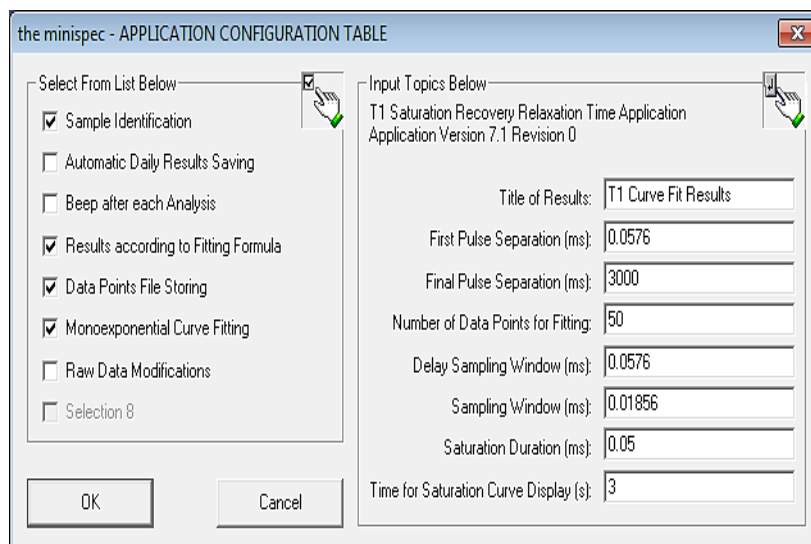 the minispec - APPLICATION CONFIGURATION TABLE
Select From List Below
Sample Identification
Automatic Daily Results Saving
Beep after each Analysis
Results according to Fitting Formula
Data Points File Storing
Monoexponential Curve Fitting
Raw Data Modifications
Selection 8
OK
Cancel
Input Topics Below
T1 Saturation Recovery Relaxation Time Application
Application Version 7.1 Revision 0
Title of Results: T1 Curve Fit Results
First Pulse Separation (ms): 0.0576
Final Pulse Separation (ms): 3000
Number of Data Points for Fitting: 50
Delay Sampling Window (ms): 0.0576
Sampling Window (ms): 0.01856
Saturation Duration (ms): 0.05
Time for Saturation Curve Display (s): 3